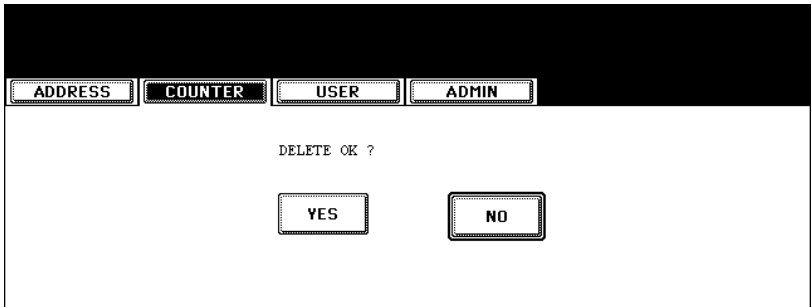 ADDRESS COUNTER USER ADMIN
DELETE OK ?
YES NO